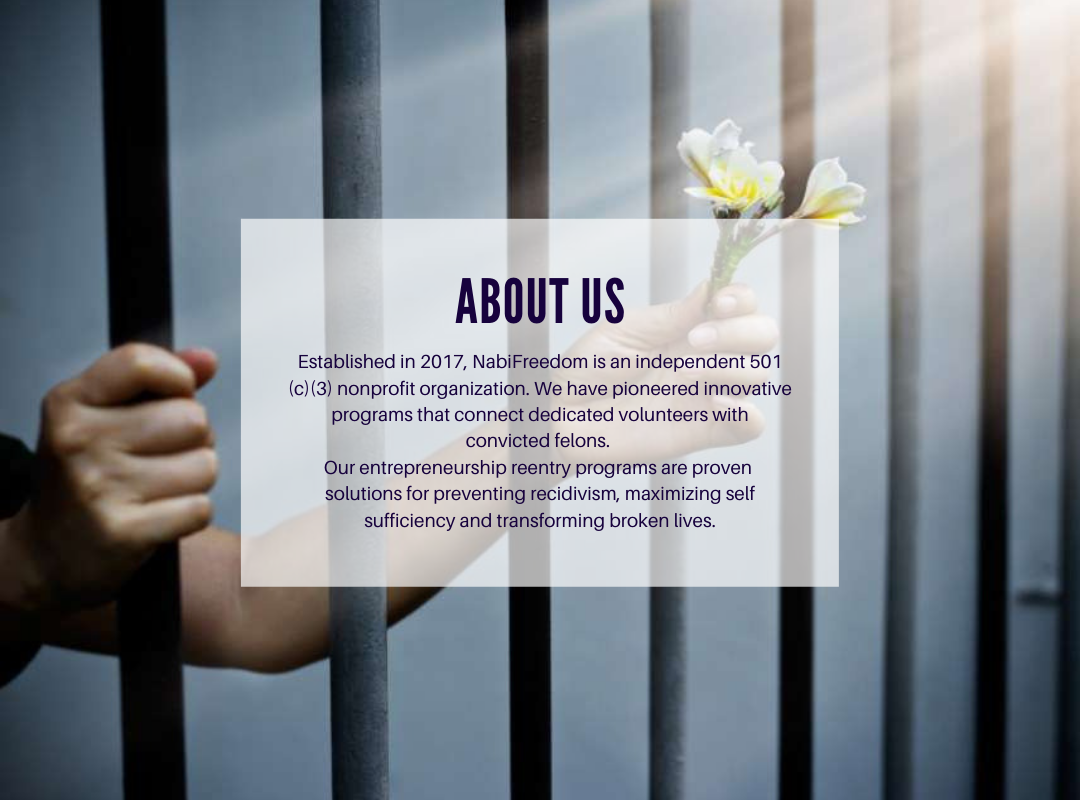 ABOUT US
Established in 2017, NabiFreedom is an independent 501
(c)(3) nonprofit organization. We have pioneered innovative
programs that connect dedicated volunteers with
convicted felons.
Our entrepreneurship reentry programs are proven
solutions for preventing recidivism, maximizing self
sufficiency and transforming broken lives.